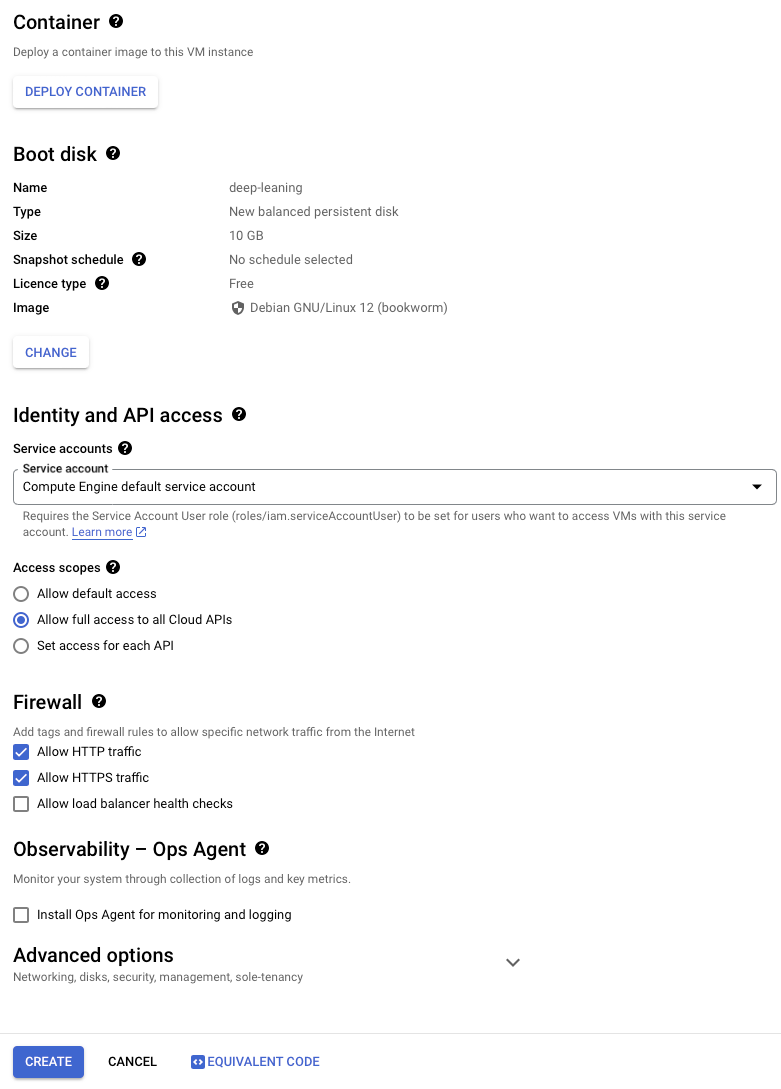 Container
Deploy a container image to this VM instance
DEPLOY CONTAINER
Boot disk
Name deep-leaning
Type New balanced persistent disk
Size 10 GB
Snapshot schedule No schedule selected
Licence type Free
Image Debian GNU/Linux 12 (bookworm)
CHANGE
Identity and API access
Service accounts
Service account
Compute Engine default service account
Requires the Service Account User role (roles/iam.serviceAccountUser) to be set for users who want to access VMs with this service
account. Learn more
Access scopes
Allow default access
Allow full access to all Cloud APIs
Set access for each API
Firewall
Add tags and firewall rules to allow specific network traffic from the Internet
Allow HTTP traffic
Allow HTTPS traffic
Allow load balancer health checks
Observability – Ops Agent
Monitor your system through collection of logs and key metrics.
Install Ops Agent for monitoring and logging
Advanced options
Networking, disks, security, management, sole-tenancy
CREATE CANCEL EQUIVALENT CODE